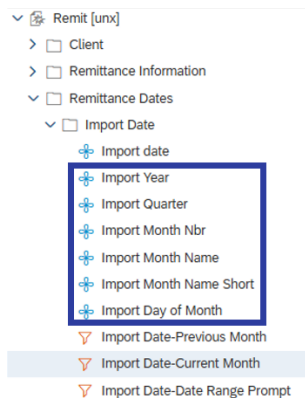 Remit [unx]
Client
Remittance Information
Remittance Dates
Import Date
Import date
Import Year
Import Quarter
Import Month Nbr
Import Month Name
Import Month Name Short
Import Day of Month
Import Date-Previous Month
Import Date-Current Month
Import Date-Date Range Prompt